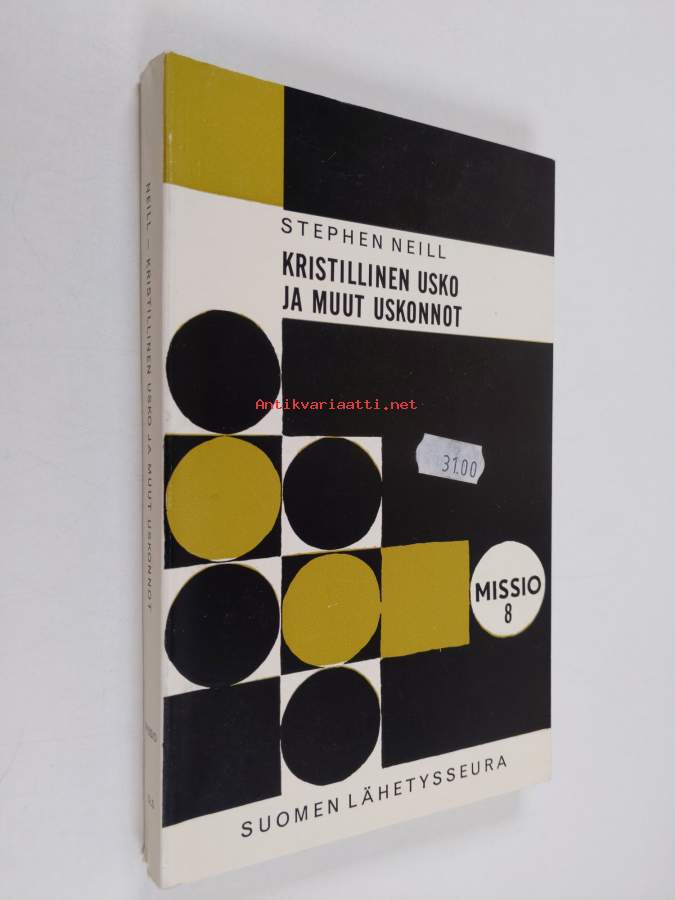 STEPHEN NEILL
KRISTILLINEN USKO
JA MUUT USKONNOT
Antikvariaatti.net
31.00
MISSIO
8
SUOMEN LÄHETYSSEURA
NEILL – KRISTILLINEN USKO JA MUUT USKONNOT